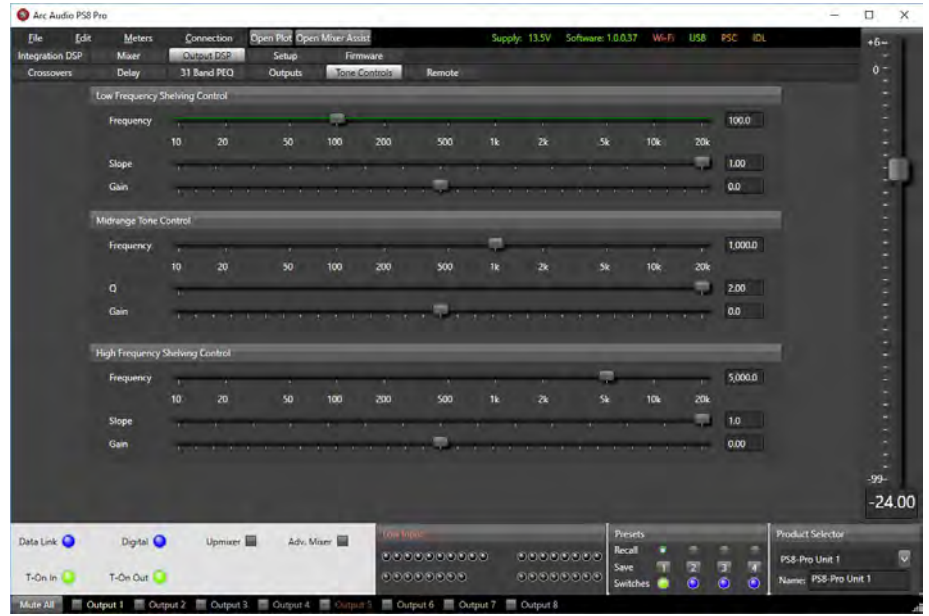 Arc Audio PS8 Pro
File Edit Meters Connection Open Plot Open Mixer Assist Supply: 13.5V Software: 1.0.0.37 Wi-Fi USB PSC IDL
Integration DSP Mixer Output DSP Setup Firmware
Crossovers Delay 31 Band PEQ Outputs Tone Controls Remote
+6
0
Low Frequency Shelving Control
Frequency 100.0
10 20 50 100 200 500 1k 2k 5k 10k 20k
Slope 1.00
Gain 0.0
Midrange Tone Control
Frequency 1,000.0
10 20 50 100 200 500 1k 2k 5k 10k 20k
Q 2.00
Gain 0.0
High Frequency Shelving Control
Frequency 5,000.0
10 20 50 100 200 500 1k 2k 5k 10k 20k
Slope 1.0
Gain 0.00
-99
-24.00
Data Link Digital Upmixer Adv. Mixer
T-On In T-On Out
Low Input
Presets
Recall
Save 1 2 3 4
Switches
Product Selector
PS8-Pro Unit 1
Name: PS8-Pro Unit 1
Mute All Output 1 Output 2 Output 3 Output 4 Output 5 Output 6 Output 7 Output 8